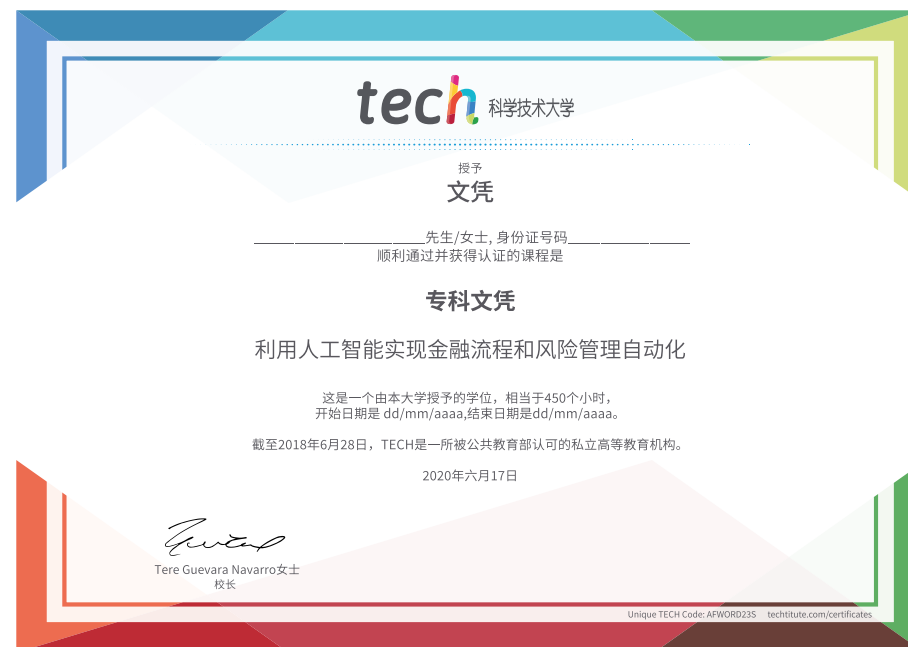 tech 科学技术大学
授予
文凭
______________________先生/女士, 身份证号码________________
顺利通过并获得认证的课程是
专科文凭
利用人工智能实现金融流程和风险管理自动化
这是一个由本大学授予的学位，相当于450个小时，
开始日期是 dd/mm/aaaa,结束日期是dd/mm/aaaa。
截至2018年6月28日，TECH是一所被公共教育部认可的私立高等教育机构。
2020年六月17日
Tere Guevara Navarro女士
校长
Unique TECH Code: AFWORD23S techtitute.com/certificates